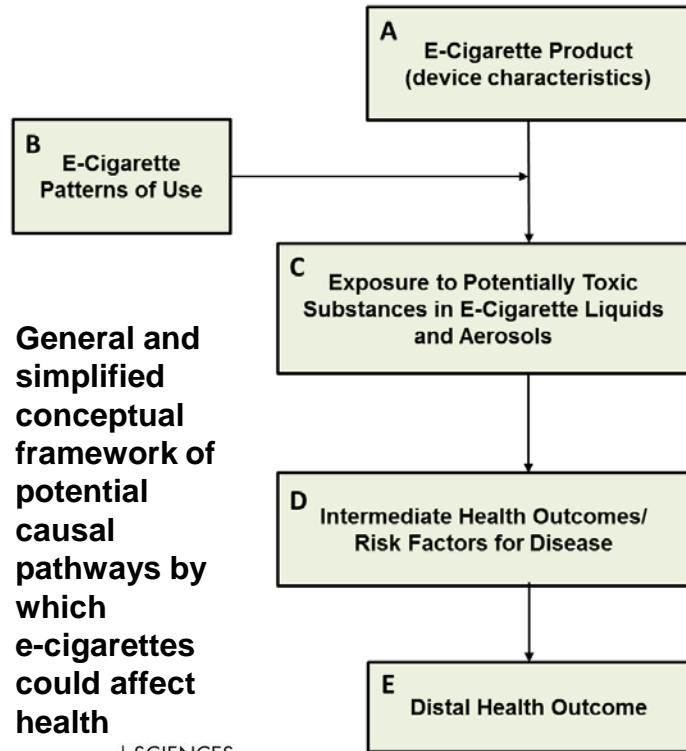 A
E-Cigarette Product
(device characteristics)
B
E-Cigarette
Patterns of Use
C
Exposure to Potentially Toxic
Substances in E-Cigarette Liquids
and Aerosols
General and
simplified
conceptual
framework of
potential
causal
pathways by
which
e-cigarettes
could affect
health
D
Intermediate Health Outcomes/
Risk Factors for Disease
E
Distal Health Outcome
SCIENCES